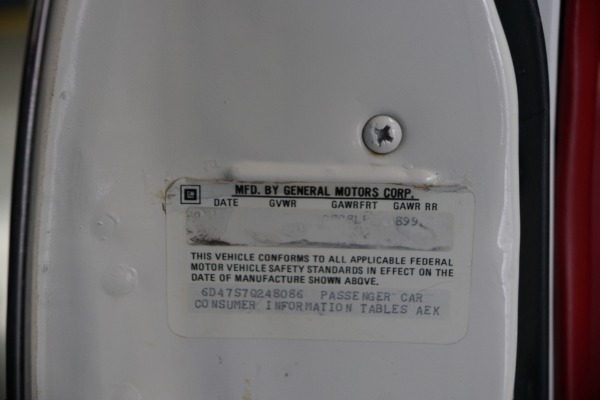 MFD. BY GENERAL MOTORS CORP.
DATE GVWR GAWRFRT GAWR RR
THIS VEHICLE CONFORMS TO ALL APPLICABLE FEDERAL
MOTOR VEHICLE SAFETY STANDARDS IN EFFECT ON THE
DATE OF MANUFACTURE SHOWN ABOVE.
6D47S7Q248086 PASSENGER CAR
CONSUMER INFORMATION TABLES AEK